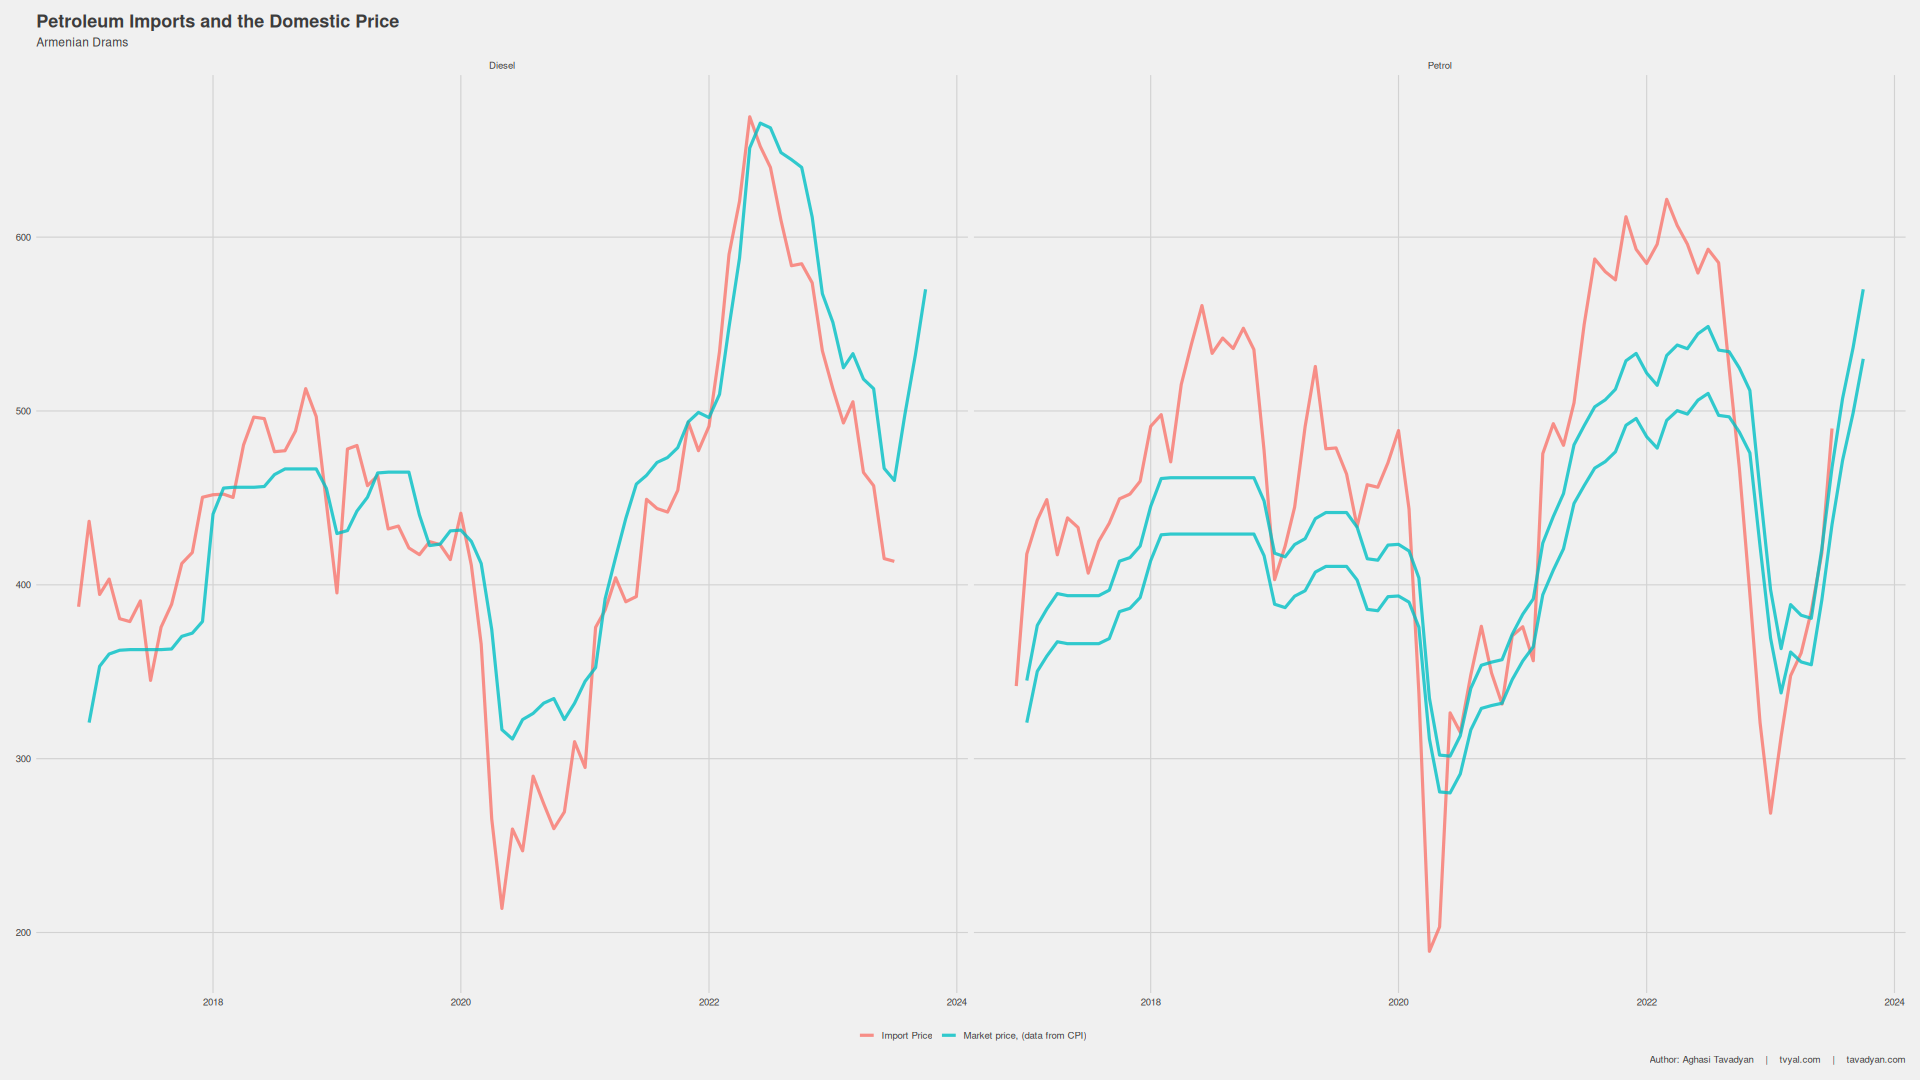 Petroleum Imports and the Domestic Price
Armenian Drams
Diesel
Petrol
600
500
400
300
200
2018
2020
2022
2024
2018
2020
2022
2024
Import Price
Market price, (data from CPI)
Author: Aghasi Tavadyan | tvyal.com | tavadyan.com